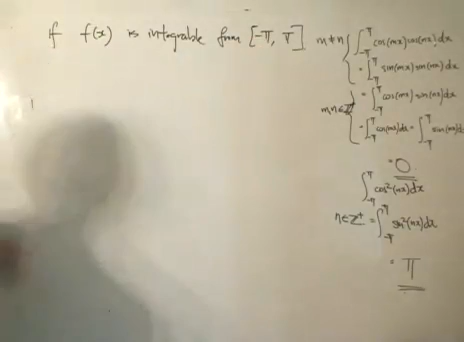 if f(x) is integrable from [-π, π]
m≠n ∫_{-π}^{π} cos(mx) cos(nx) dx
= ∫_{-π}^{π} sin(mx) sin(nx) dx
m,n∈ℤ⁺ = ∫_{-π}^{π} cos(mx) sin(nx) dx
= ∫_{-π}^{π} cos(nx) dx = ∫_{-π}^{π} sin(nx) d
= 0
∫_{-π}^{π} cos²(nx) dx
n∈ℤ⁺ = ∫_{-π}^{π} sin²(nx) dx
= π